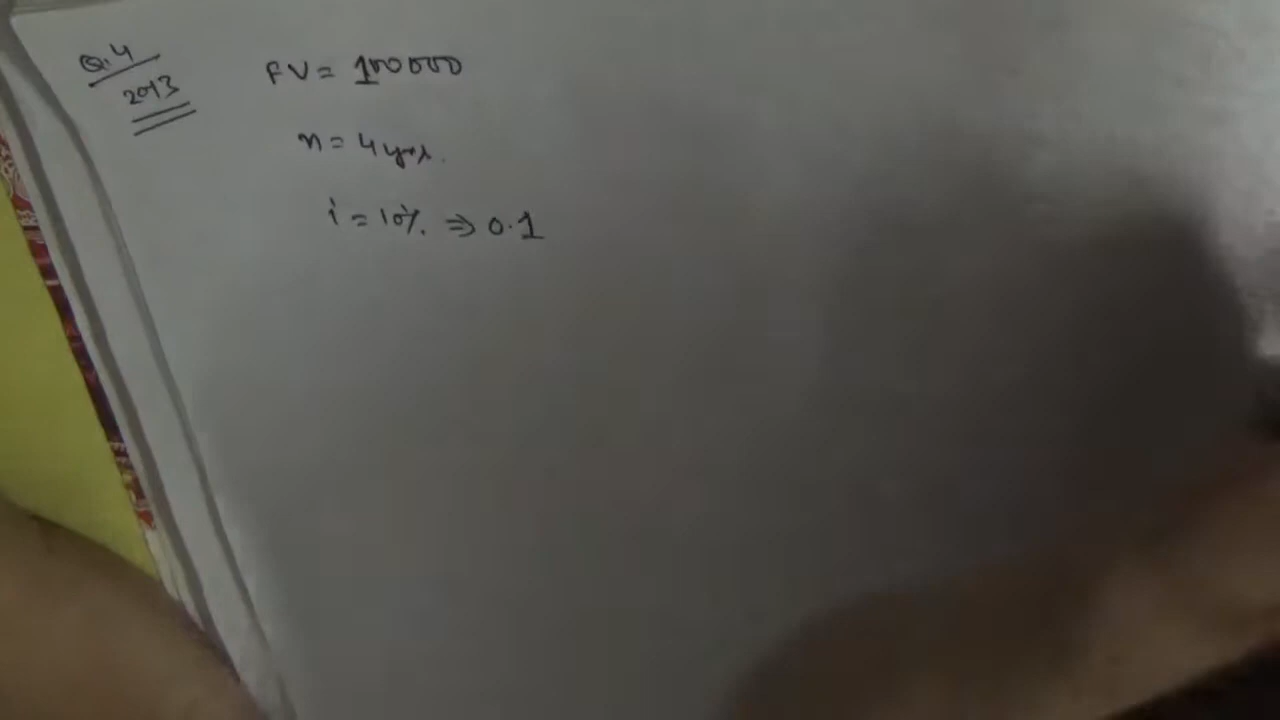 Q.4
2013
FV = 100000
n = 4 yrs.
i = 10% ⇒ 0.1